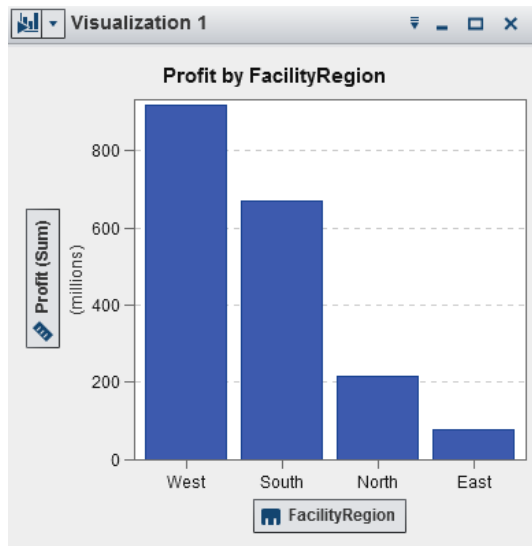 Visualization 1
Profit by FacilityRegion
Profit (Sum)
(millions)
800
600
400
200
0
West South North East
FacilityRegion